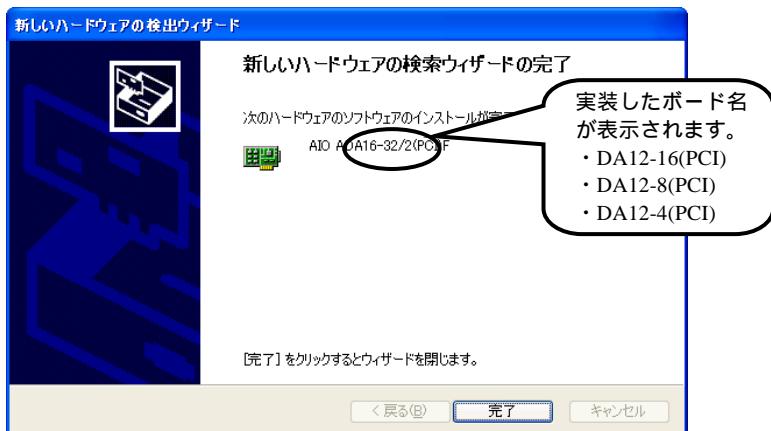 新しいハードウェアの検出ウィザード
新しいハードウェアの検索ウィザードの完了
次のハードウェアのソフトウェアのインストールが完了
AIO ADA16-32/2(PCI)F
実装したボード名
が表示されます。
・DA12-16(PCI)
・DA12-8(PCI)
・DA12-4(PCI)
[完了] をクリックするとウィザードを閉じます。
< 戻る(B)
完了
キャンセル